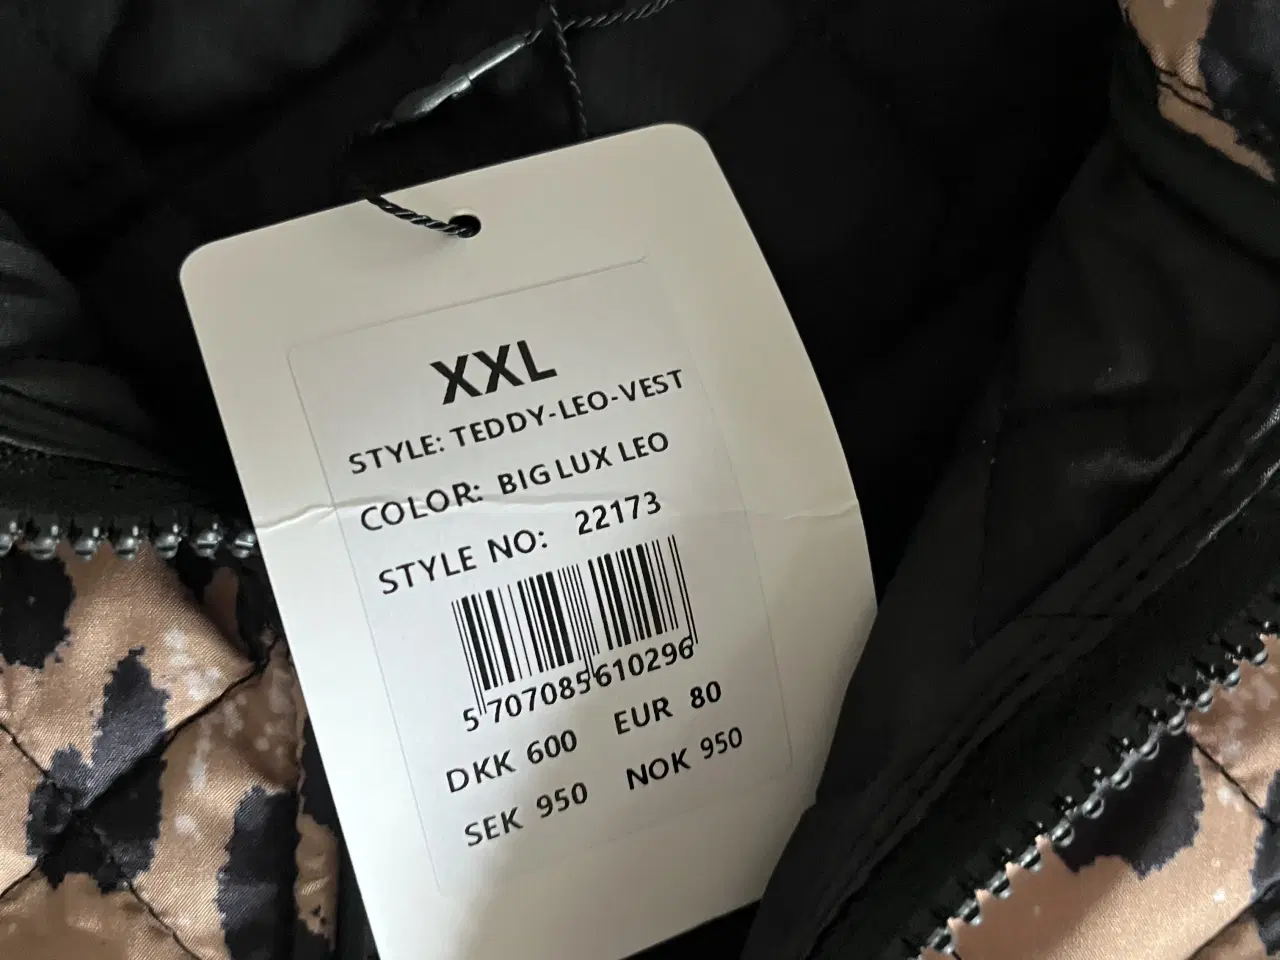 XXL
STYLE: TEDDY-LEO-VEST
COLOR: BIG LUX LEO
STYLE NO: 22173
5 707085 610296
DKK 600 EUR 80
SEK 950 NOK 950